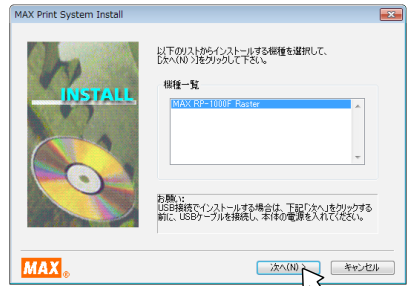 MAX Print System Install
以下のリストからインストールする機種を選択して、
[次へ(N) >]をクリックして下さい。
機種一覧
INSTALL
MAX RP-1000F Raster
お願い:
USB接続でインストールする場合は、下記「次へ」をクリックする
前に、USBケーブルを接続し、本体の電源を入れてください。
MAX®
次へ(N) >
キャンセル